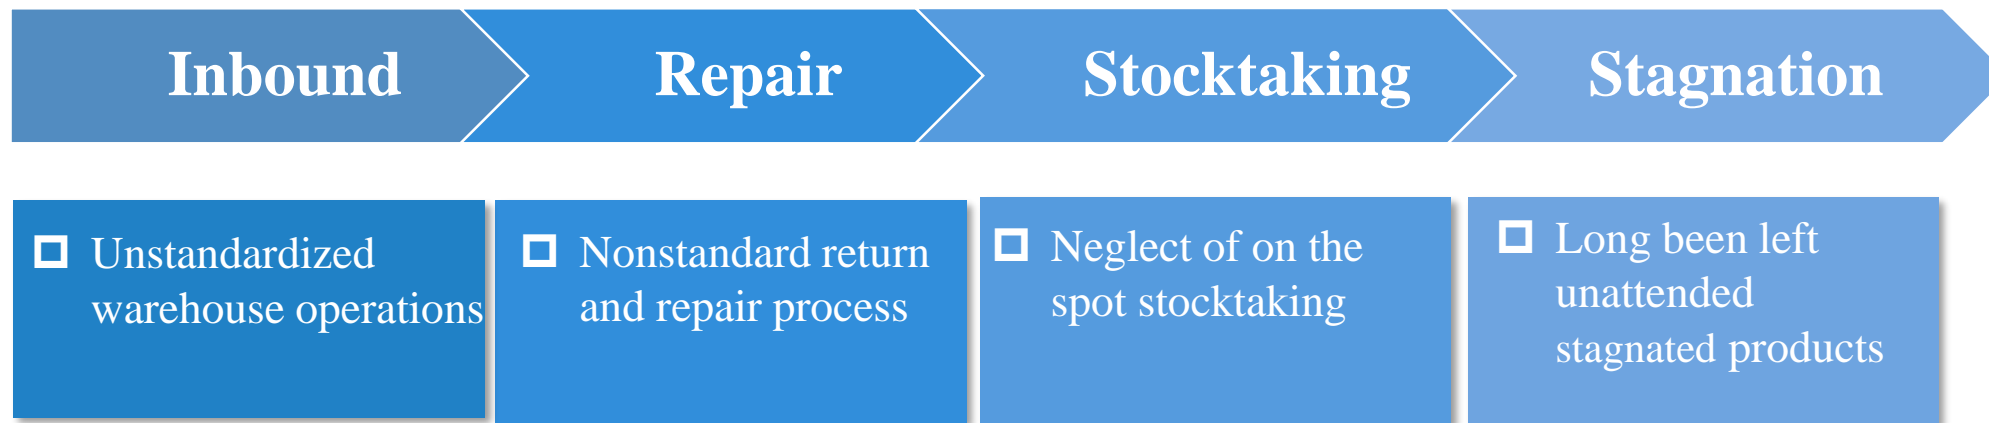 Inbound
Repair
Stocktaking
Stagnation
Unstandardized
warehouse operations
Nonstandard return
and repair process
Neglect of on the
spot stocktaking
Long been left
unattended
stagnated products